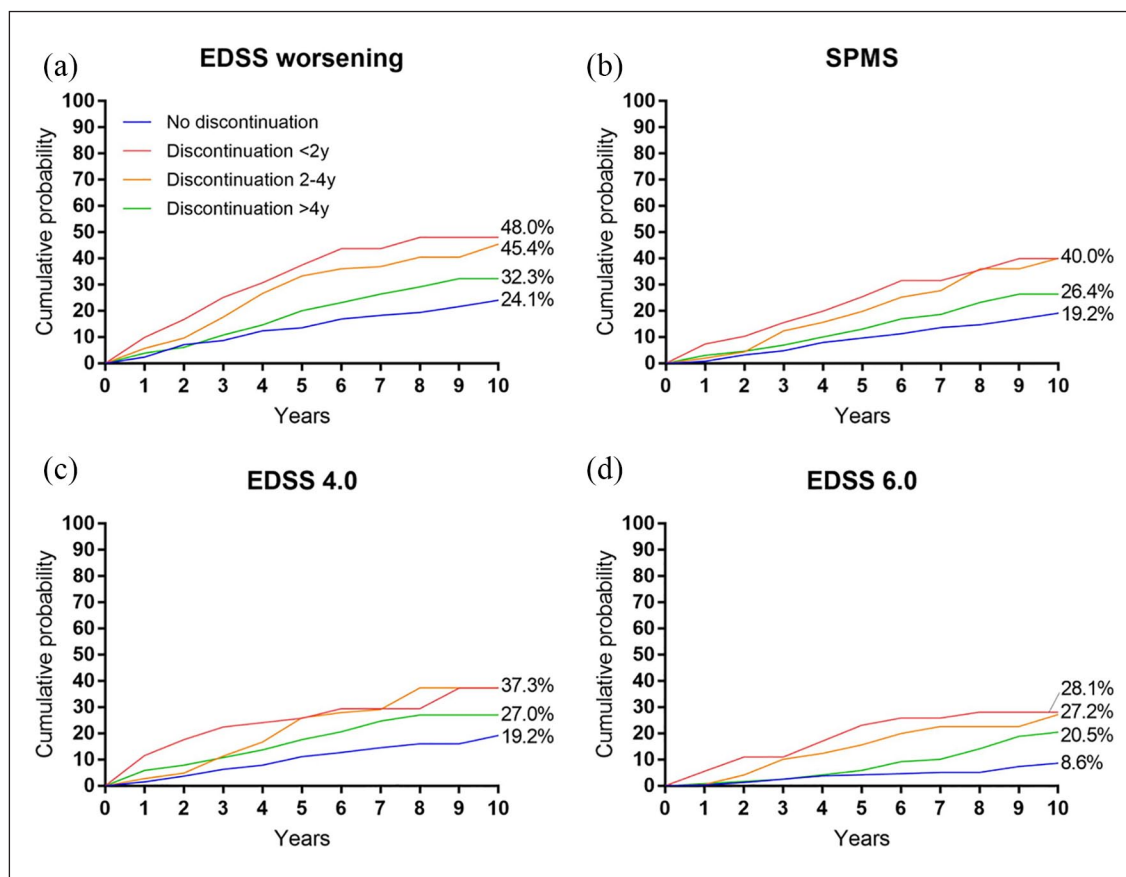 (a)
EDSS worsening
Cumulative probability
100
90
80
70
60
50
40
30
20
10
0
No discontinuation
Discontinuation <2y
Discontinuation 2-4y
Discontinuation >4y
48.0%
45.4%
32.3%
24.1%
0 1 2 3 4 5 6 7 8 9 10
Years
(b)
SPMS
Cumulative probability
100
90
80
70
60
50
40
30
20
10
0
40.0%
26.4%
19.2%
0 1 2 3 4 5 6 7 8 9 10
Years
(c)
EDSS 4.0
Cumulative probability
100
90
80
70
60
50
40
30
20
10
0
37.3%
27.0%
19.2%
0 1 2 3 4 5 6 7 8 9 10
Years
(d)
EDSS 6.0
Cumulative probability
100
90
80
70
60
50
40
30
20
10
0
28.1%
27.2%
20.5%
8.6%
0 1 2 3 4 5 6 7 8 9 10
Years